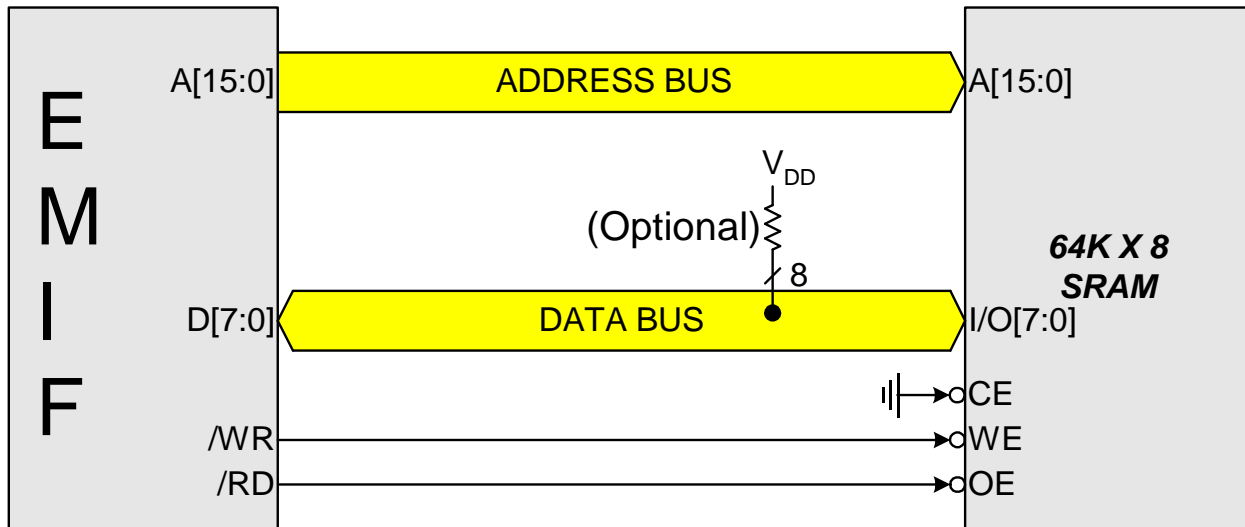 A[15:0] ADDRESS BUS A[15:0]
E
M
I
F
V DD
(Optional)
8
64K X 8
SRAM
D[7:0] DATA BUS I/O[7:0]
CE
/WR WE
/RD OE